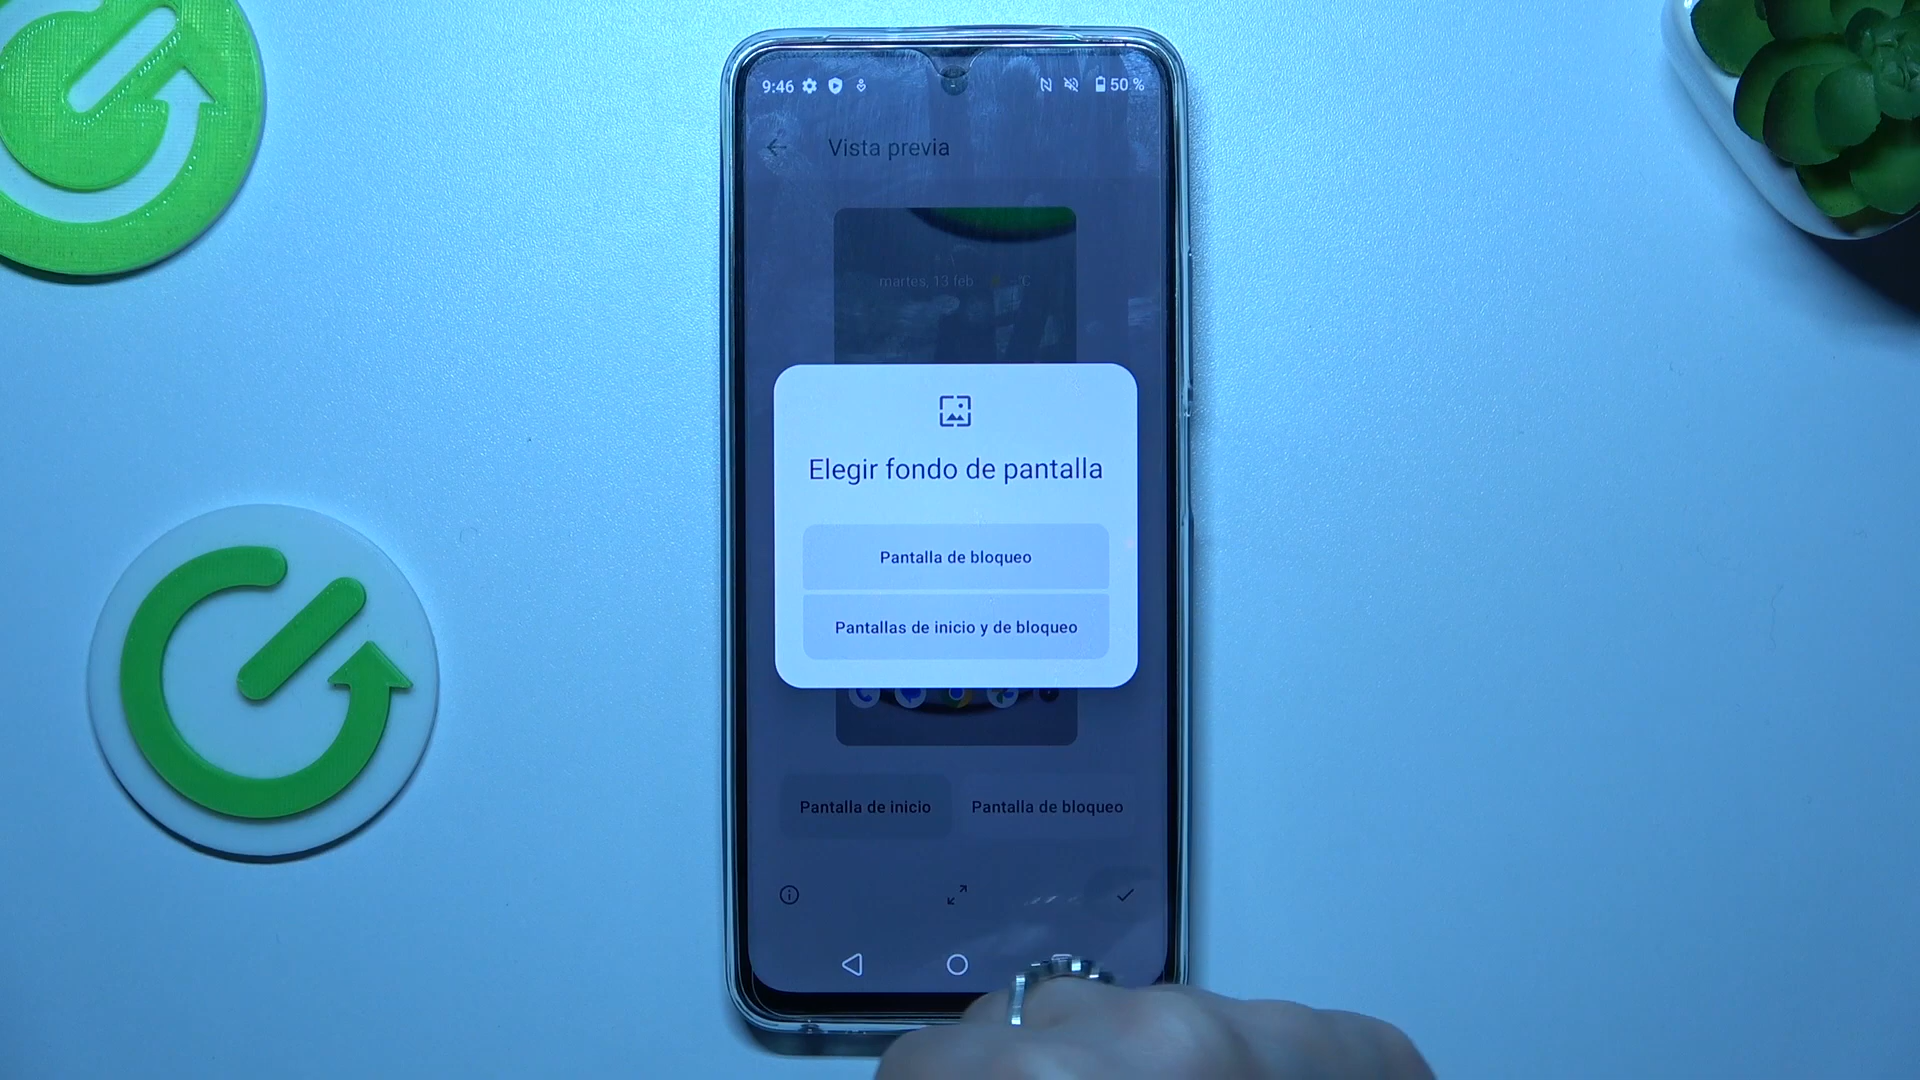 9:46 50 %
Vista previa
martes, 13 feb °C
Elegir fondo de pantalla
Pantalla de bloqueo
Pantallas de inicio y de bloqueo
Pantalla de inicio Pantalla de bloqueo